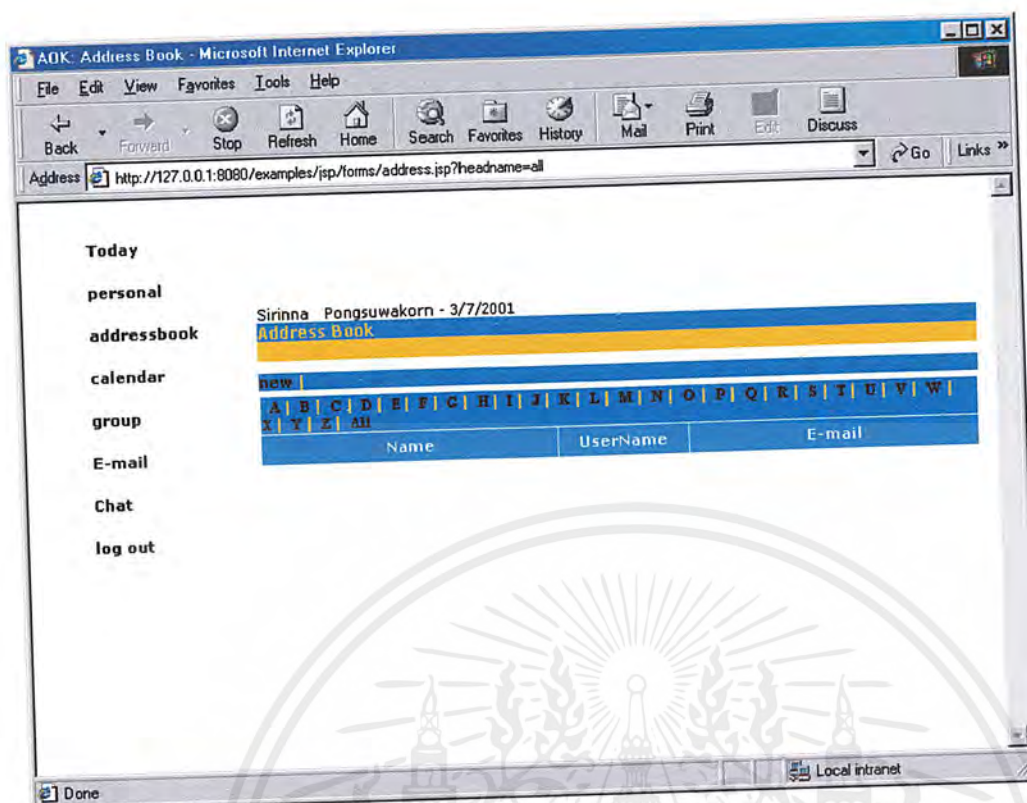 AOK: Address Book - Microsoft Internet Explorer
File Edit View Favorites Tools Help
Back Forward Stop Refresh Home Search Favorites History Mail Print Edit Discuss
Address http://127.0.0.1:8080/examples/jsp/forms/address.jsp?headname=all Go Links »
Today
personal
addressbook
calendar
group
E-mail
Chat
log out
Sirinna Pongsuwakorn - 3/7/2001
Address Book
new |
A | B | C | D | E | F | G | H | I | J | K | L | M | N | O | P | Q | R | S | T | U | V | W |
X | Y | Z | All
Name UserName E-mail
Done Local intranet